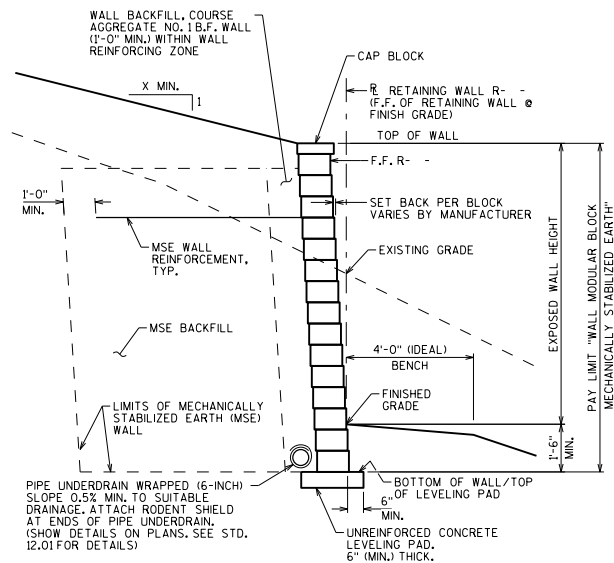 WALL BACKFILL, COURSE
AGGREGATE NO. 1 B.F. WALL
(1'-0" MIN.) WITHIN WALL
REINFORCING ZONE
CAP BLOCK
X MIN.
1
RL RETAINING WALL R- -
(F.F. OF RETAINING WALL @
FINISH GRADE)
TOP OF WALL
F.F. R- -
1'-0"
MIN.
SET BACK PER BLOCK
VARIES BY MANUFACTURER
MSE WALL
REINFORCEMENT,
TYP.
EXISTING GRADE
EXPOSED WALL HEIGHT
PAY LIMIT "WALL MODULAR BLOCK
MECHANICALLY STABILIZED EARTH"
MSE BACKFILL
4'-0" (IDEAL)
BENCH
LIMITS OF MECHANICALLY
STABILIZED EARTH (MSE)
WALL
FINISHED
GRADE
1'-6"
MIN.
PIPE UNDERDRAIN WRAPPED (6-INCH)
SLOPE 0.5% MIN. TO SUITABLE
DRAINAGE. ATTACH RODENT SHIELD
AT ENDS OF PIPE UNDERDRAIN.
(SHOW DETAILS ON PLANS. SEE STD.
12.01 FOR DETAILS)
6"
MIN.
BOTTOM OF WALL/TOP
OF LEVELING PAD
UNREINFORCED CONCRETE
LEVELING PAD.
6" (MIN.) THICK.